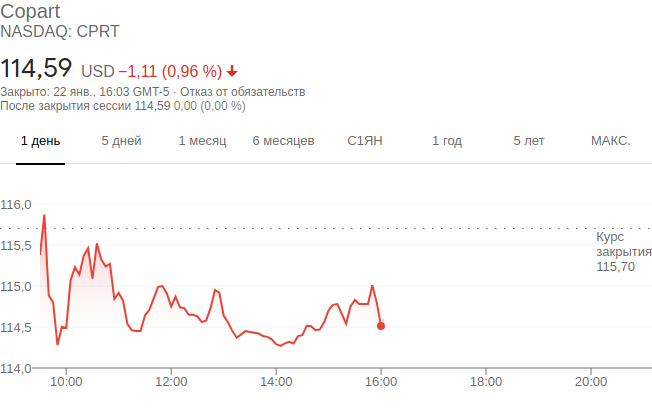 Copart
NASDAQ: CPRT
114,59 USD −1,11 (0,96 %)
Закрыто: 22 янв., 16:03 GMT-5 · Отказ от обязательств
После закрытия сессии 114,59 0,00 (0,00 %)
1 день 5 дней 1 месяц 6 месяцев С1ЯН 1 год 5 лет МАКС.
116,0
115,5
115,0
114,5
114,0
Курс
закрытия
115,70
10:00 12:00 14:00 16:00 18:00 20:00